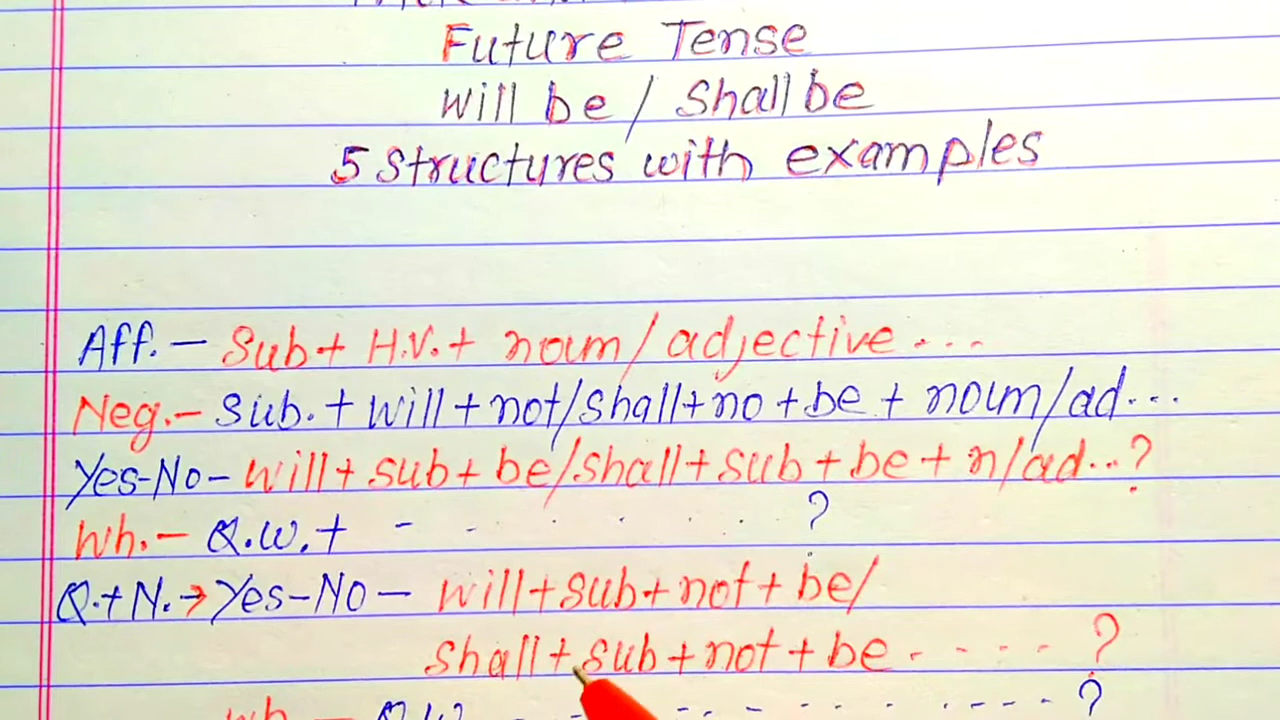 Future Tense
Will be / Shall be
5 Structures with examples
Aff. - Sub + H.V. + noun/adjective ...
Neg. - Sub. + will + not/shall + no + be + noun/ad...
Yes-No - will + sub + be/shall + sub + be + n/ad...?
Wh. - Q.W. + - - . . . . ?
Q. + N. → Yes-No - will + sub + not + be/
shall + sub + not + be . - - - - ?
wh - Q.W. - - - - - - - - - ?